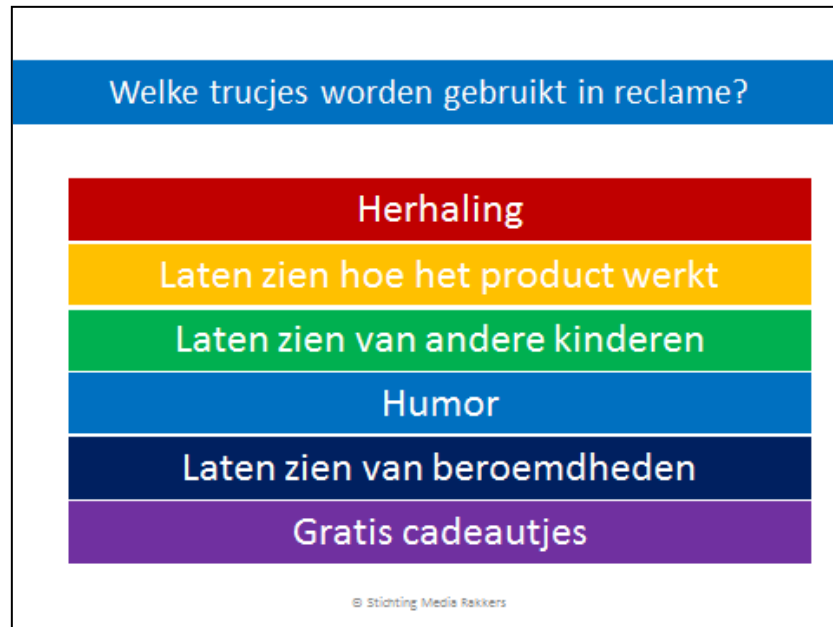 Welke trucjes worden gebruikt in reclame?
Herhaling
Laten zien hoe het product werkt
Laten zien van andere kinderen
Humor
Laten zien van beroemdheden
Gratis cadeautjes
© Stichting Media Rakkers